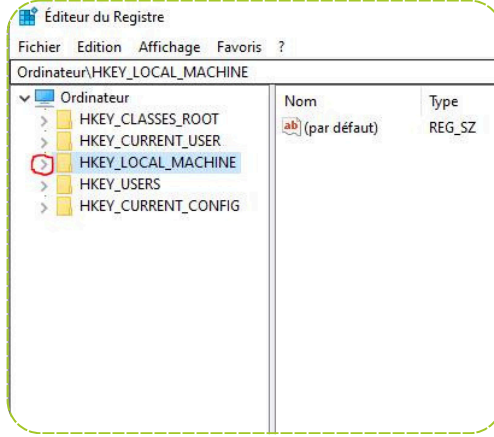 Éditeur du Registre
Fichier Edition Affichage Favoris ?
Ordinateur\HKEY_LOCAL_MACHINE
Ordinateur
HKEY_CLASSES_ROOT
HKEY_CURRENT_USER
HKEY_LOCAL_MACHINE
HKEY_USERS
HKEY_CURRENT_CONFIG
Nom Type
ab (par défaut) REG_SZ